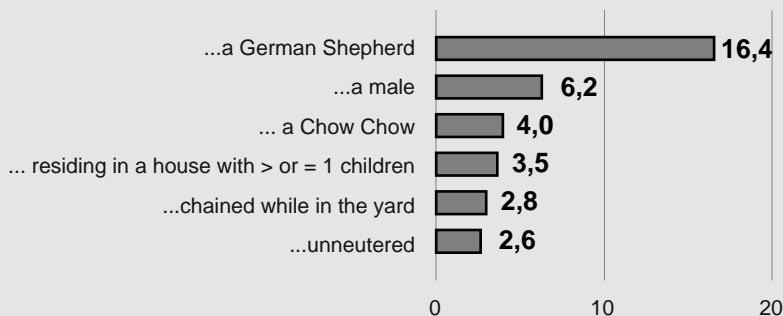 ...a German Shepherd 16,4
...a male 6,2
... a Chow Chow 4,0
... residing in a house with > or = 1 children 3,5
...chained while in the yard 2,8
...unneutered 2,6
0 10 20